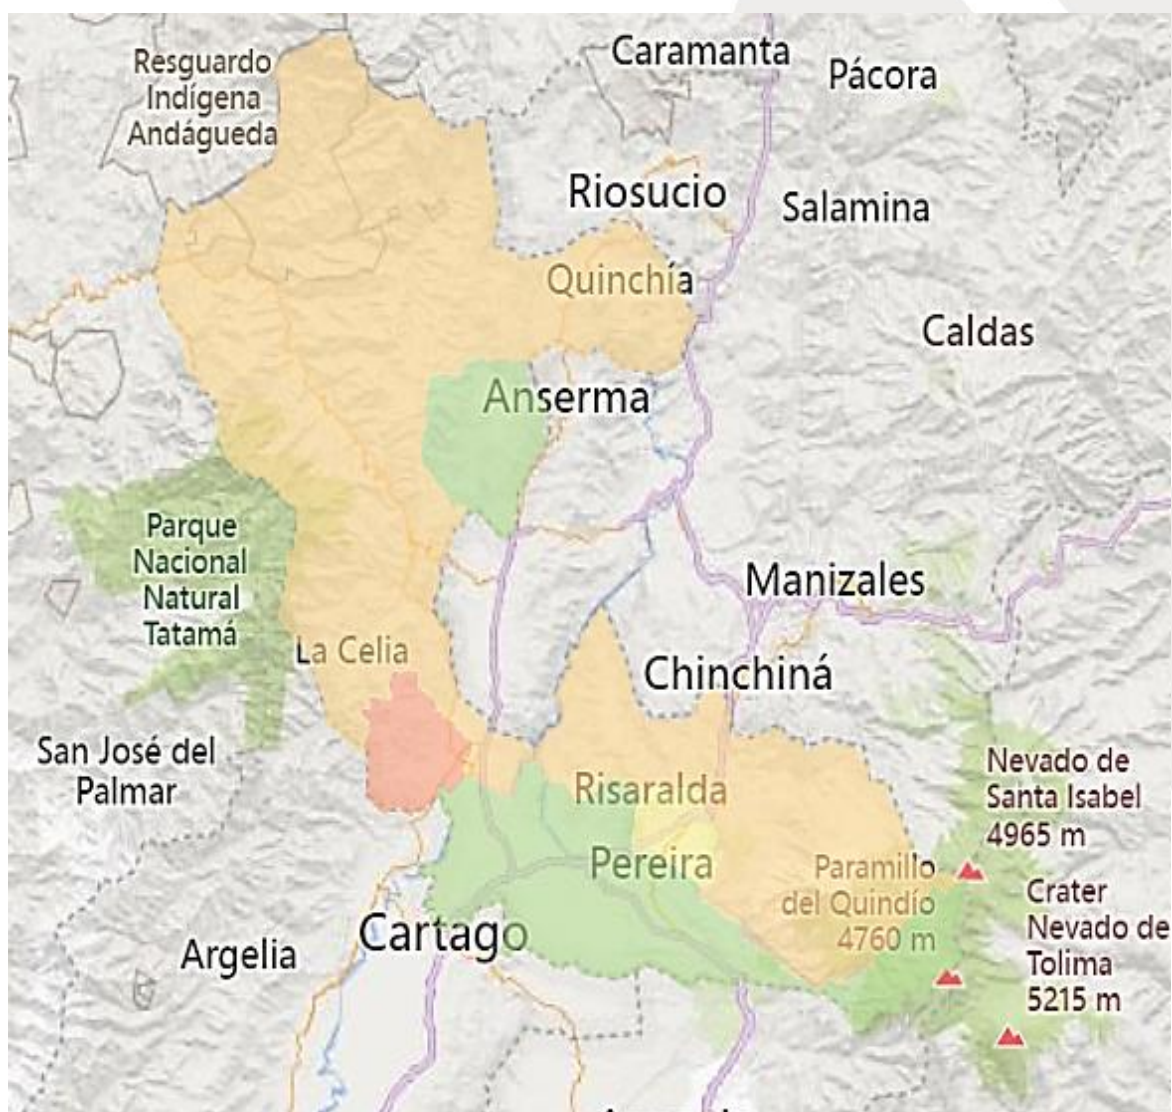 Resguardo
Indígena
Andágueda
Caramanta
Pácora
Riosucio
Salamina
Quinchía
Caldas
Anserma
Parque
Nacional
Natural
Tatamá
Manizales
La Celia
Chinchiná
San José del
Palmar
Nevado de
Santa Isabel
4965 m
Risaralda
Pereira
Paramillo
del Quindío
4760 m
Crater
Nevado de
Tolima
5215 m
Cartago
Argelia